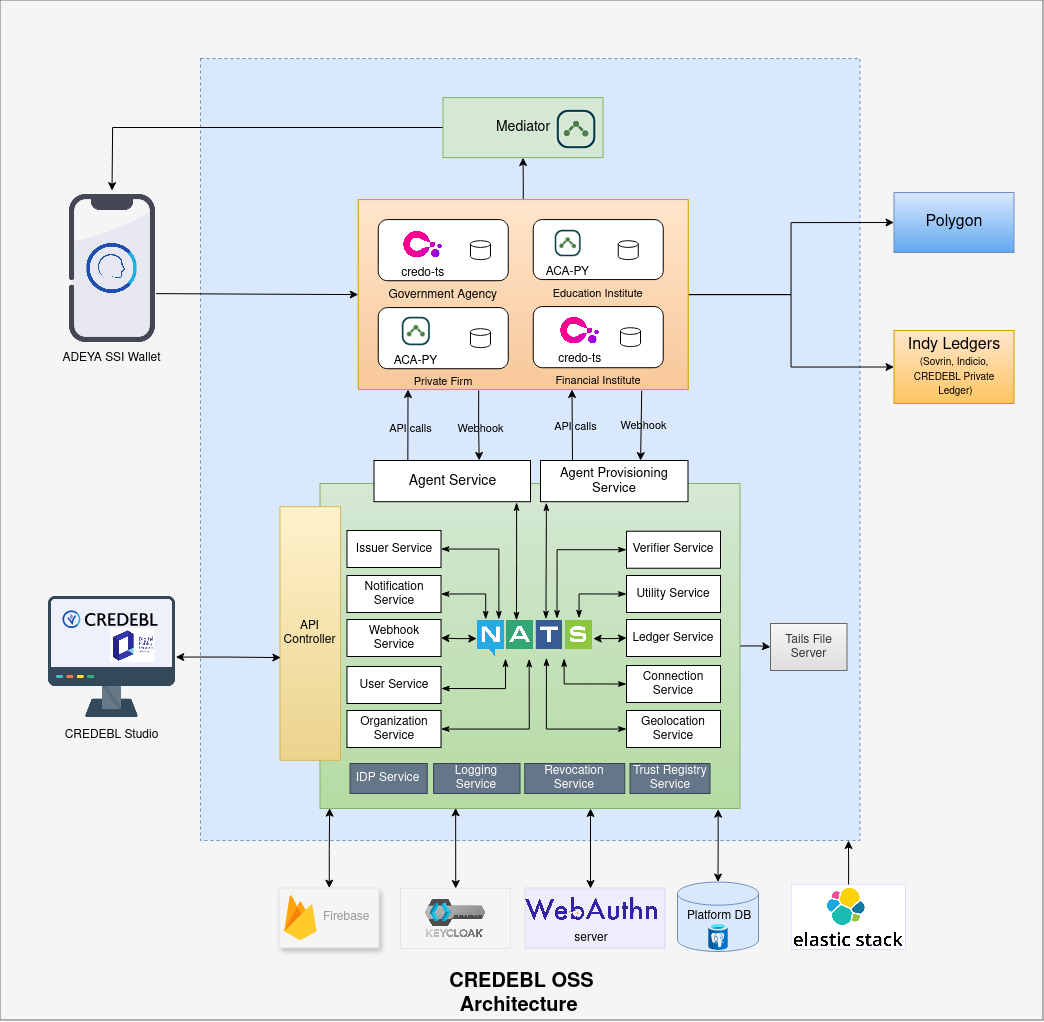 Mediator
credo-ts
Government Agency
ACA-PY
Education Institute
ACA-PY
Private Firm
credo-ts
Financial Institute
Polygon
Indy Ledgers
(Sovrin, Indicio,
CREDEBL Private
Ledger)
ADEYA SSI Wallet
API calls
Webhook
API calls
Webhook
Agent Service
Agent Provisioning
Service
API
Controller
Issuer Service
Notification
Service
Webhook
Service
User Service
Organization
Service
NATS
Verifier Service
Utility Service
Ledger Service
Connection
Service
Geolocation
Service
IDP Service
Logging
Service
Revocation
Service
Trust Registry
Service
Tails File
Server
CREDEBL
CREDEBL Studio
Firebase
KEYCLOAK
WebAuthn
server
Platform DB
elastic stack
CREDEBL OSS
Architecture